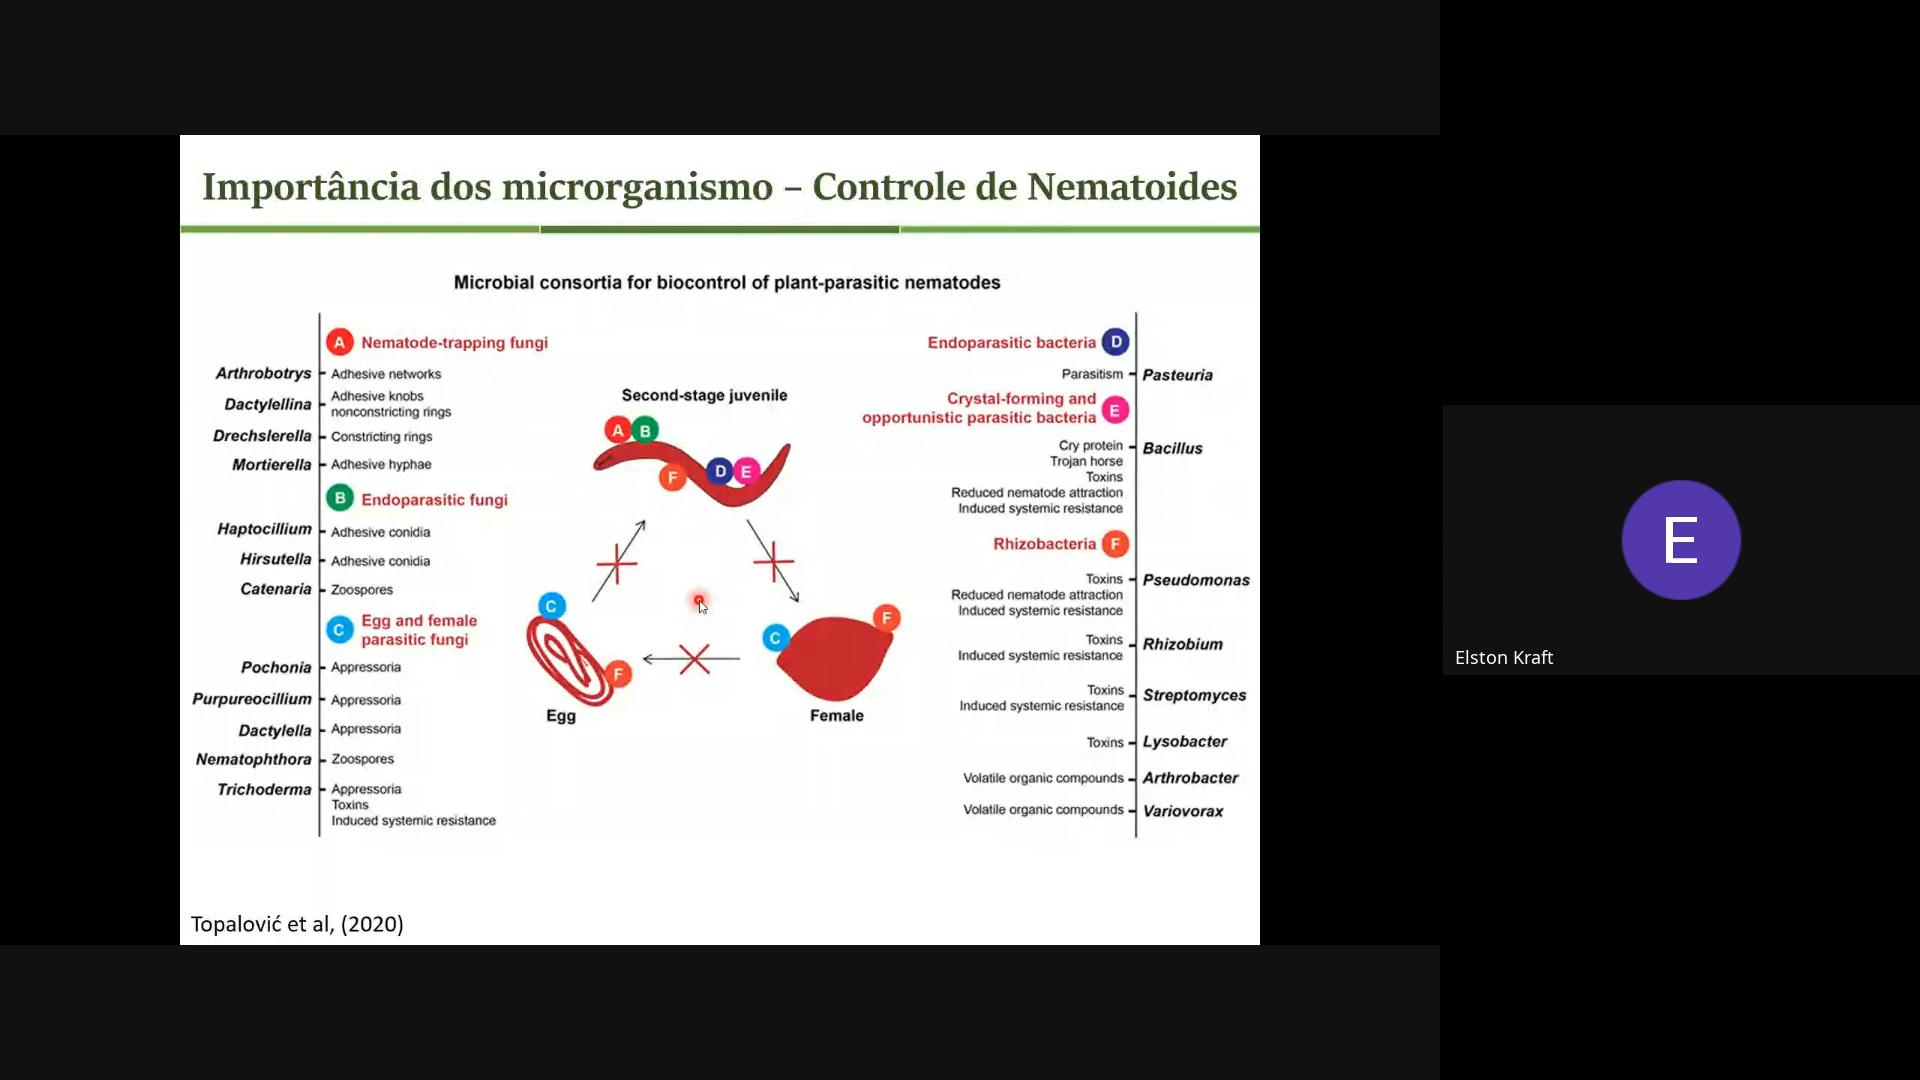 Importância dos microrganismo – Controle de Nematoides
Microbial consortia for biocontrol of plant-parasitic nematodes
A Nematode-trapping fungi
Arthrobotrys Adhesive networks
Dactylellina Adhesive knobs
nonconstricting rings
Drechslerella Constricting rings
Mortierella Adhesive hyphae
B Endoparasitic fungi
Haptocillium Adhesive conidia
Hirsutella Adhesive conidia
Catenaria Zoospores
C Egg and female
parasitic fungi
Pochonia Appressoria
Purpureocillium Appressoria
Dactylella Appressoria
Nematophthora Zoospores
Trichoderma Appressoria
Toxins
Induced systemic resistance
Second-stage juvenile
A B
F D E
C
F
Egg
C F
Female
Endoparasitic bacteria D
Parasitism Pasteuria
Crystal-forming and
opportunistic parasitic bacteria E
Cry protein Bacillus
Trojan horse
Toxins
Reduced nematode attraction
Induced systemic resistance
Rhizobacteria F
Toxins Pseudomonas
Reduced nematode attraction
Induced systemic resistance
Toxins Rhizobium
Induced systemic resistance
Toxins Streptomyces
Induced systemic resistance
Toxins Lysobacter
Volatile organic compounds Arthrobacter
Volatile organic compounds Variovorax
Topalović et al, (2020)
E
Elston Kraft